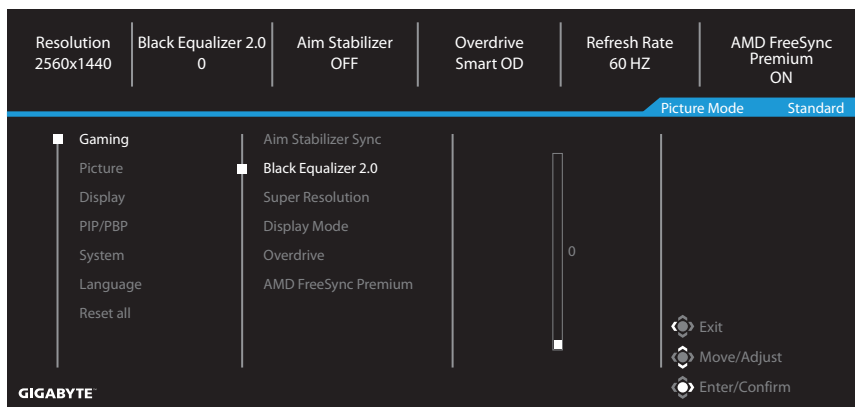 Resolution
2560x1440
Black Equalizer 2.0
0
Aim Stabilizer
OFF
Overdrive
Smart OD
Refresh Rate
60 HZ
AMD FreeSync
Premium
ON
Picture Mode Standard
Gaming
Picture
Display
PIP/PBP
System
Language
Reset all
Aim Stabilizer Sync
Black Equalizer 2.0
Super Resolution
Display Mode
Overdrive
AMD FreeSync Premium
0
Exit
Move/Adjust
Enter/Confirm
GIGABYTE™